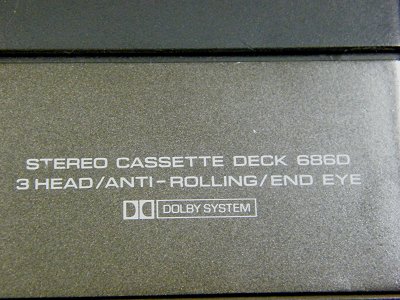 STEREO CASSETTE DECK 686D
3 HEAD/ANTI-ROLLING/END EYE
DOLBY SYSTEM